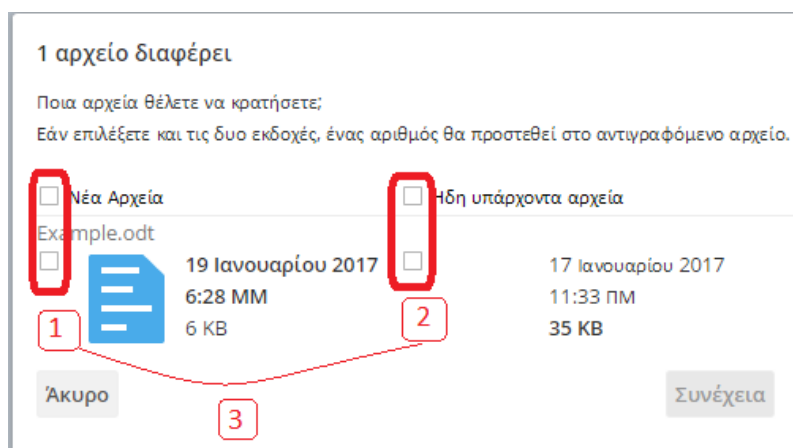 1 αρχείο διαφέρει
Ποια αρχεία θέλετε να κρατήσετε;
Εάν επιλέξετε και τις δυο εκδοχές, ένας αριθμός θα προστεθεί στο αντιγραφόμενο αρχείο.
Νέα Αρχεία Ήδη υπάρχοντα αρχεία
Example.odt
19 Ιανουαρίου 2017 17 Ιανουαρίου 2017
6:28 ΜΜ 11:33 ΠΜ
6 KB 35 KB
1 2
Άκυρο Συνέχεια
3